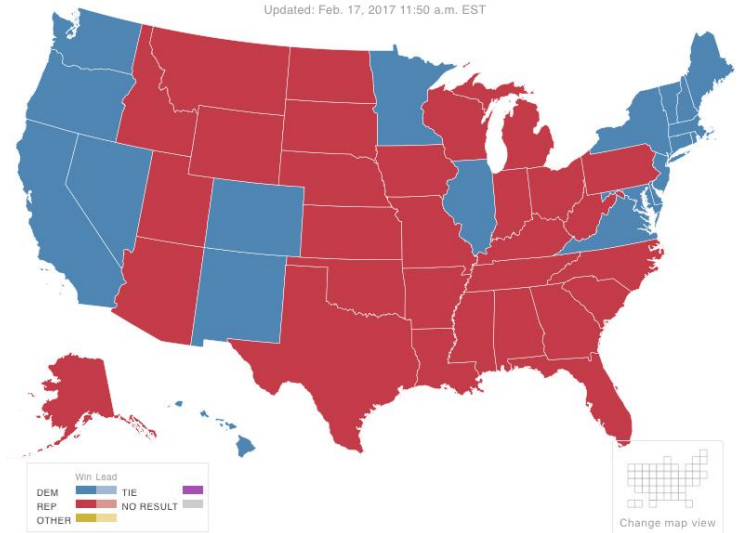 Updated: Feb. 17, 2017 11:50 a.m. EST
Win Lead
DEM TIE
REP NO RESULT
OTHER
Change map view